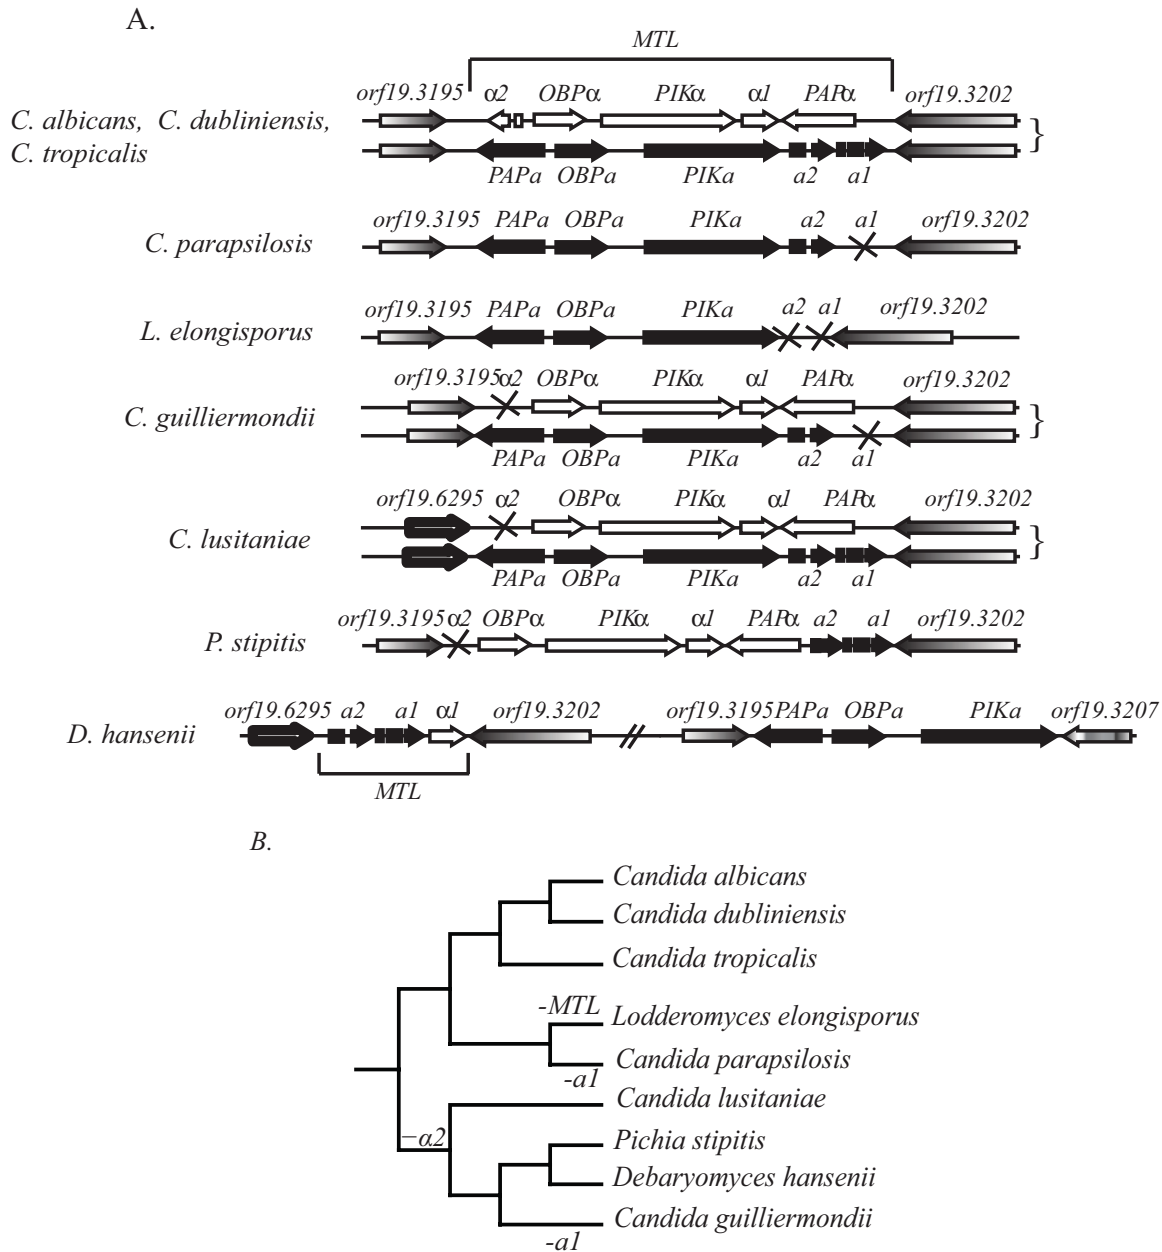 A.
MTL
orf19.3195 α2 OBPα PIKα α1 PAPα orf19.3202
C. albicans, C. dubliniensis,
C. tropicalis
}
PAPa OBPa PIKa a2 a1
orf19.3195 PAPa OBPa PIKa a2 a1 orf19.3202
C. parapsilosis
orf19.3195 PAPa OBPa PIKa a2 a1 orf19.3202
L. elongisporus
orf19.3195 α2 OBPα PIKα α1 PAPα orf19.3202
C. guilliermondii
}
PAPa OBPa PIKa a2 a1
orf19.6295 α2 OBPα PIKα α1 PAPα orf19.3202
C. lusitaniae
}
PAPa OBPa PIKa a2 a1
orf19.3195 α2 OBPα PIKα α1 PAPα a2 a1 orf19.3202
P. stipitis
orf19.6295 a2 a1 α1 orf19.3202 // orf19.3195 PAPa OBPa PIKa orf19.3207
D. hansenii
MTL
B.
Candida albicans
Candida dubliniensis
Candida tropicalis
-MTL
Lodderomyces elongisporus
Candida parapsilosis
-a1
Candida lusitaniae
−α2
Pichia stipitis
Debaryomyces hansenii
Candida guilliermondii
-a1